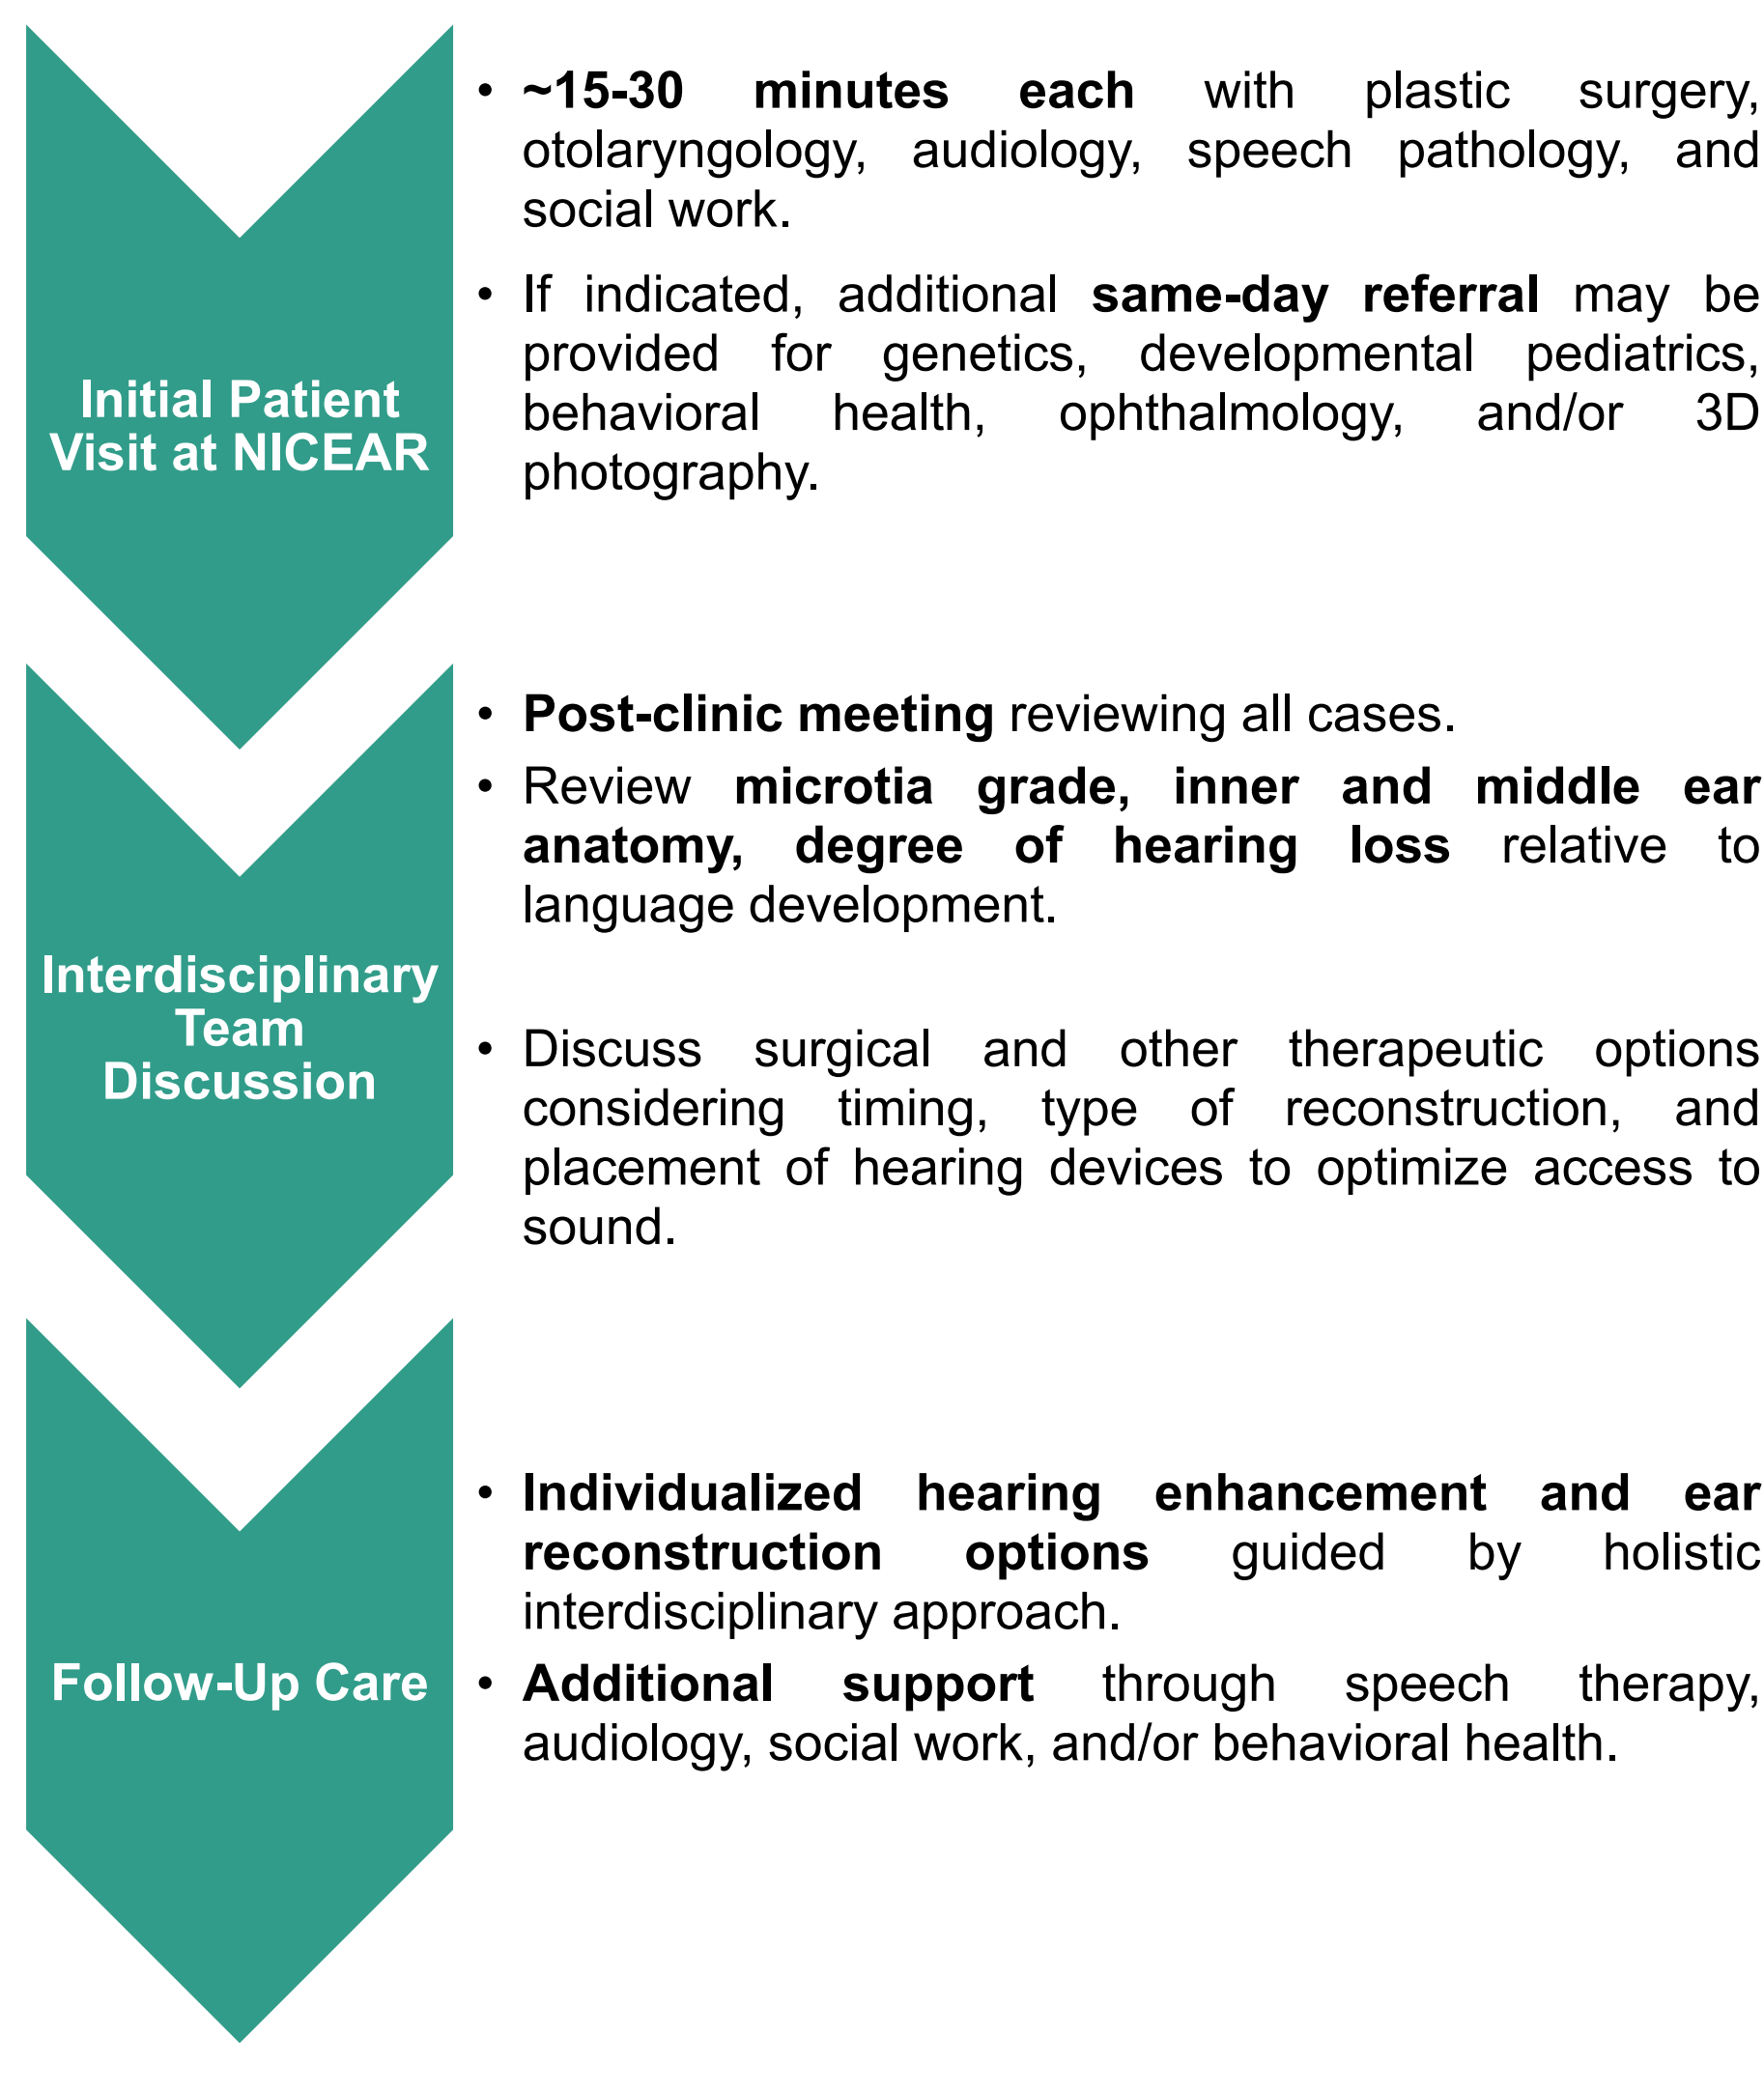 Initial Patient
Visit at NICEAR
• ~15-30 minutes each with plastic surgery,
otolaryngology, audiology, speech pathology, and
social work.
• If indicated, additional same-day referral may be
provided for genetics, developmental pediatrics,
behavioral health, ophthalmology, and/or 3D
photography.
Interdisciplinary
Team
Discussion
• Post-clinic meeting reviewing all cases.
• Review microtia grade, inner and middle ear
anatomy, degree of hearing loss relative to
language development.
• Discuss surgical and other therapeutic options
considering timing, type of reconstruction, and
placement of hearing devices to optimize access to
sound.
Follow-Up Care
• Individualized hearing enhancement and ear
reconstruction options guided by holistic
interdisciplinary approach.
• Additional support through speech therapy,
audiology, social work, and/or behavioral health.